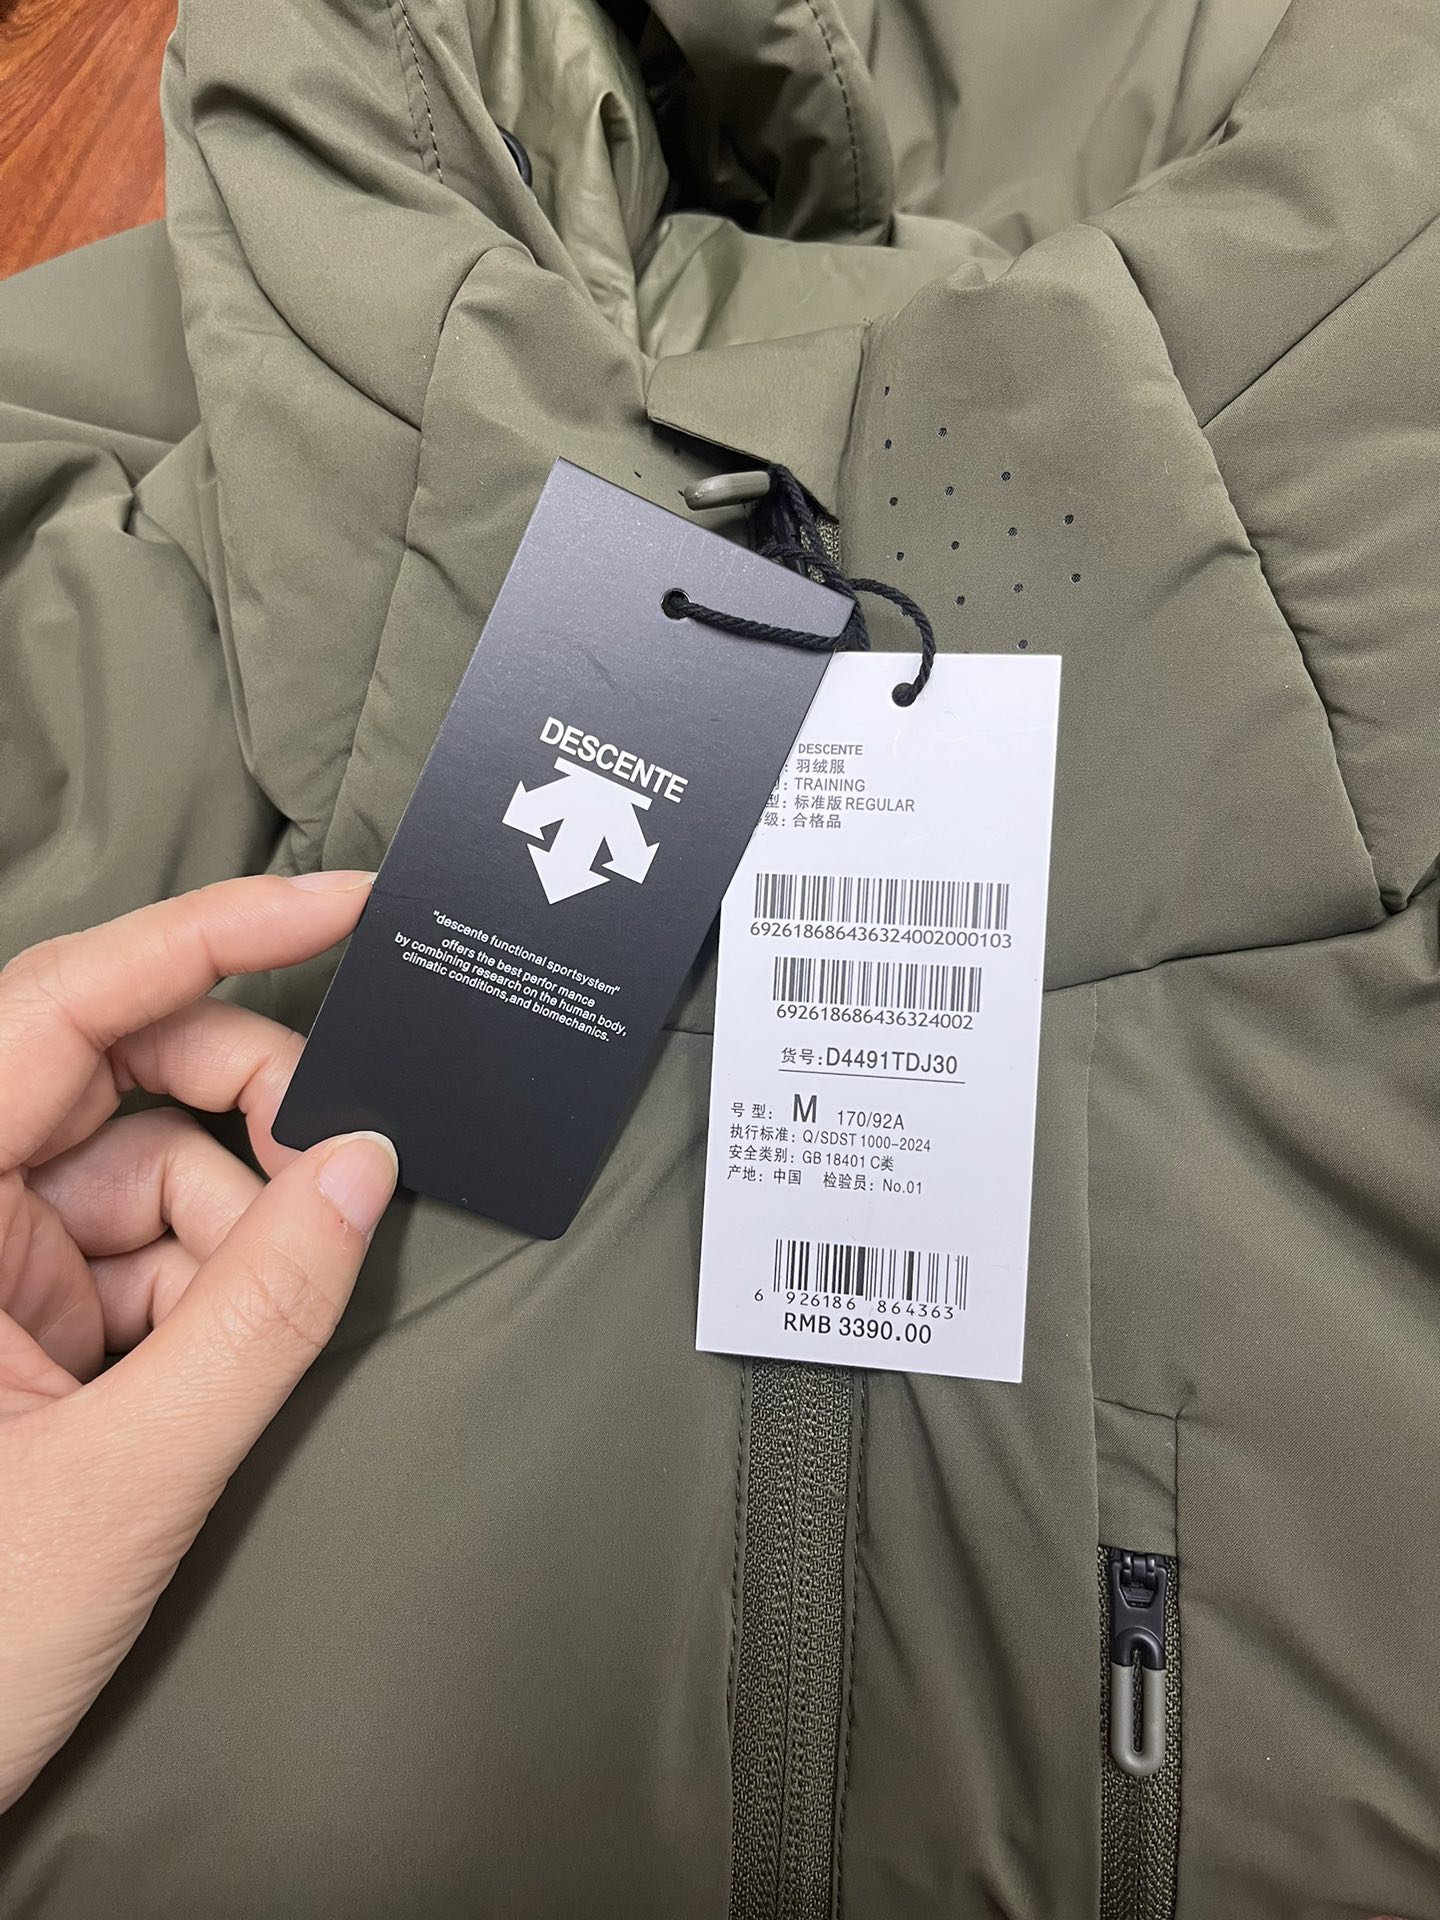 DESCENTE
"descente functional sportsystem"
offers the best perfor mance
by combining research on the human body,
climatic conditions,and biomechanics.
DESCENTE
: 羽绒服
: TRAINING
型: 标准版 REGULAR
级: 合格品
69261868643632400200103
692618686436324002
货号: D4491TDJ30
号 型: M 170/92A
执行标准: Q/SDST 1000-2024
安全类别: GB 18401 C类
产地: 中国 检验员: No.01
6 926186 864363
RMB 3390.00